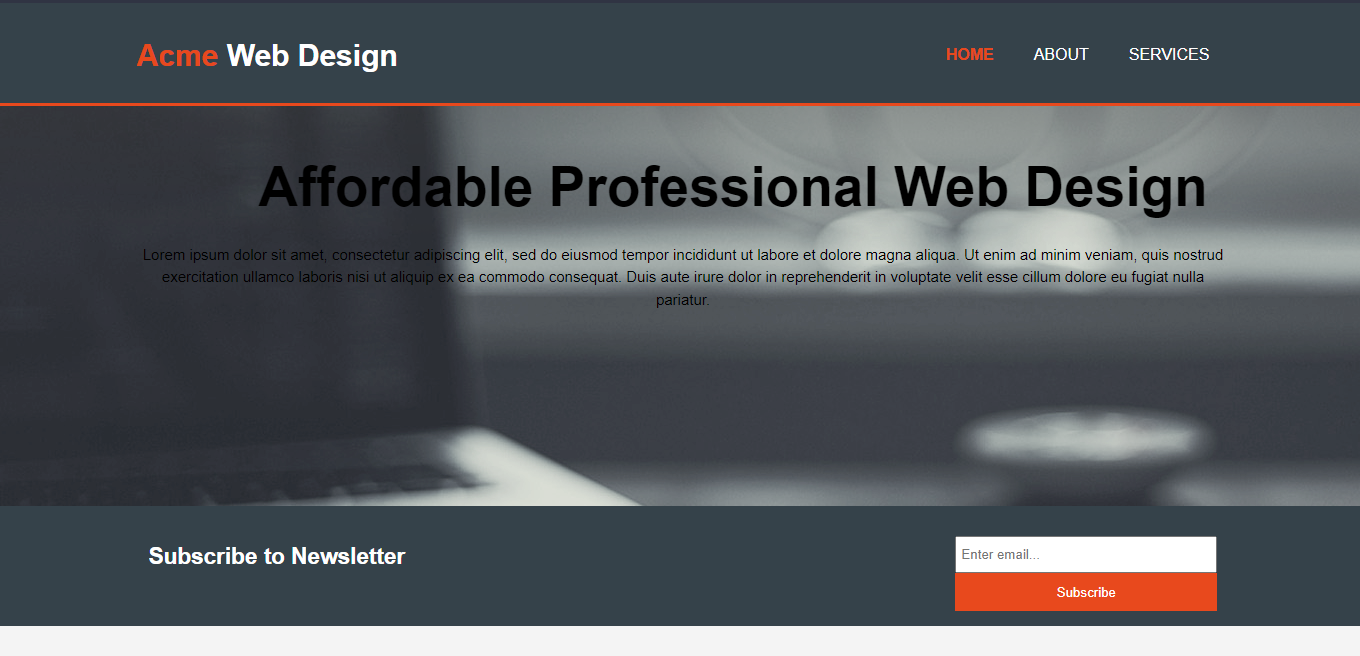 Acme Web Design
HOME ABOUT SERVICES
Affordable Professional Web Design
Lorem ipsum dolor sit amet, consectetur adipiscing elit, sed do eiusmod tempor incididunt ut labore et dolore magna aliqua. Ut enim ad minim veniam, quis nostrud
exercitation ullamco laboris nisi ut aliquip ex ea commodo consequat. Duis aute irure dolor in reprehenderit in voluptate velit esse cillum dolore eu fugiat nulla
pariatur.
Subscribe to Newsletter
Enter email...
Subscribe